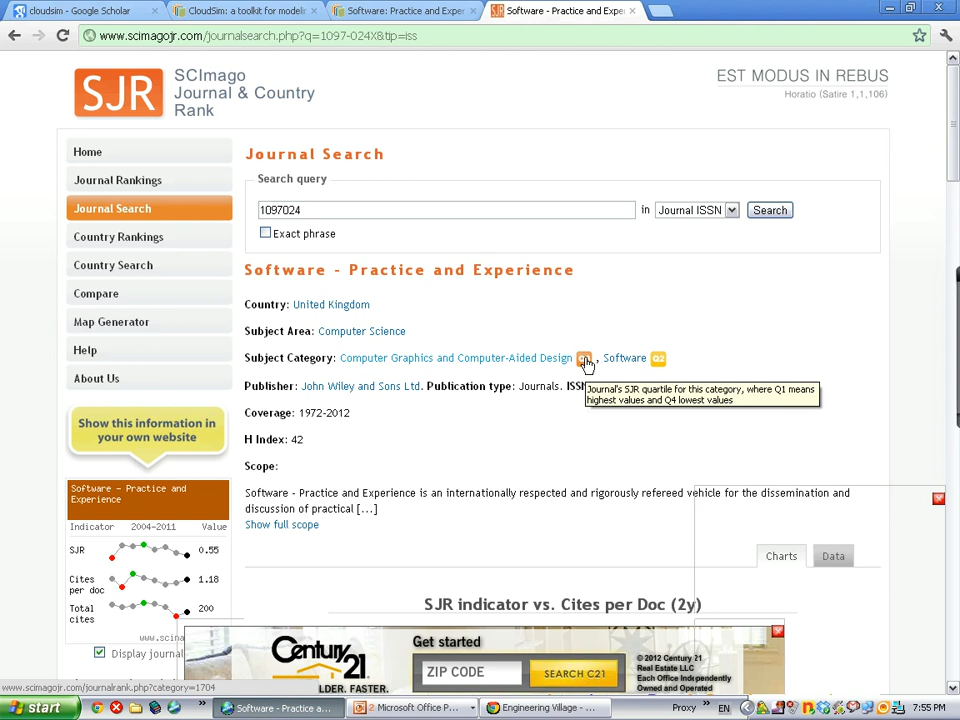 cloudsim - Google Scholar
CloudSim: a toolkit for modelin
Software: Practice and Exper
Software - Practice and Expe
www.scimagojr.com/journalsearch.php?q=1097-024X&tip=iss
SJR
SCImago
Journal & Country
Rank
EST MODUS IN REBUS
Horatio (Satire 1,1,106)
Home
Journal Rankings
Journal Search
Country Rankings
Country Search
Compare
Map Generator
Help
About Us
Show this information in
your own website
Software - Practice and
Experience
Indicator 2004-2011 Value
SJR 0.55
Cites
per doc 1.18
Total
cites 200
www.scima
Display journal
Journal Search
Search query
1097024 in Journal ISSN Search
Exact phrase
Software - Practice and Experience
Country: United Kingdom
Subject Area: Computer Science
Subject Category: Computer Graphics and Computer-Aided Design , Software Q2
Journal's SJR quartile for this category, where Q1 means
highest values and Q4 lowest values
Publisher: John Wiley and Sons Ltd. Publication type: Journals. ISSN
Coverage: 1972-2012
H Index: 42
Scope:
Software - Practice and Experience is an internationally respected and rigorously refereed vehicle for the dissemination and
discussion of practical [...]
Show full scope
Charts Data
SJR indicator vs. Cites per Doc (2y)
Century
21
LDER. FASTER.
Get started
ZIP CODE SEARCH C21
©2012 Century 21
Real Estate LLC
Each Office Independently
Owned and Operated
www.scimagojr.com/journalrank.php?category=1704
start
Software - Practice a...
2 Microsoft Office P...
Engineering Village - ...
Proxy
EN
7:55 PM